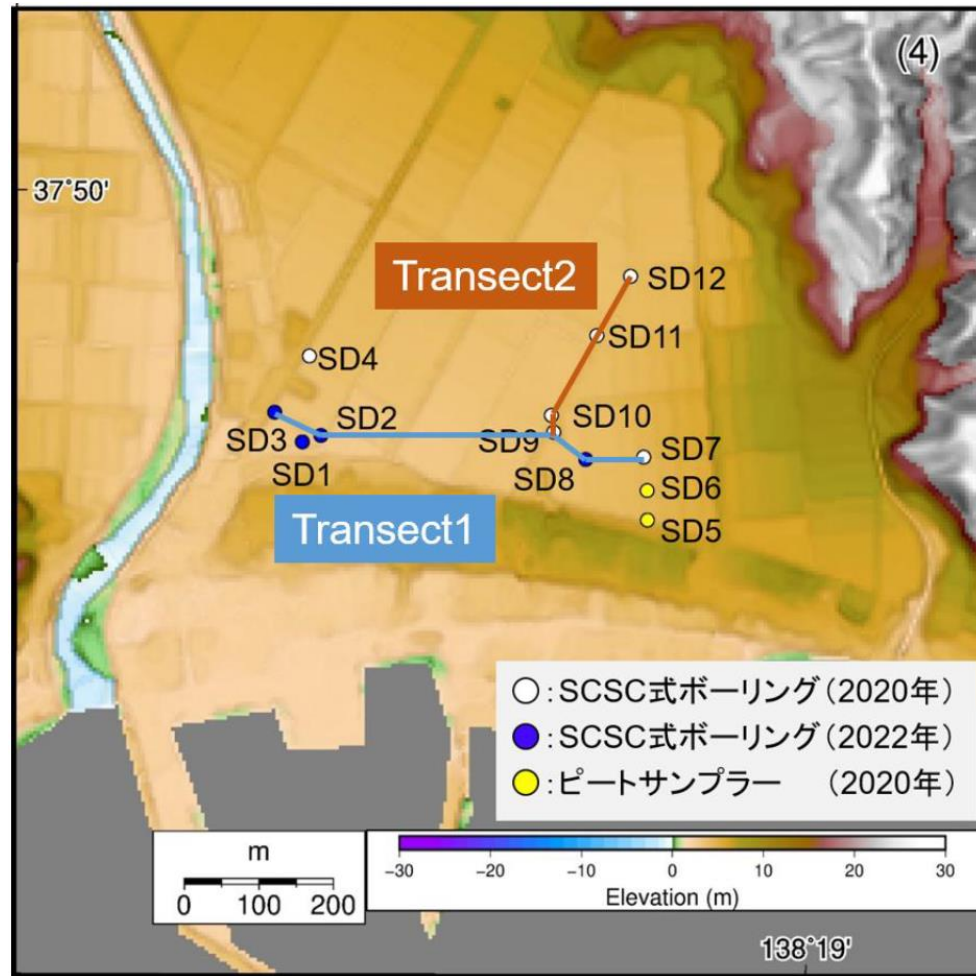 (4)
37°50'
Transect2
SD12
SD11
SD4
SD10
SD2
SD9
SD3
SD7
SD1
SD8
SD6
Transect1
SD5
○:SCSC式ボーリング(2020年)
●:SCSC式ボーリング(2022年)
●:ピートサンプラー (2020年)
m
0 100 200
-30 -20 -10 0 10 20 30
Elevation (m)
138°19'